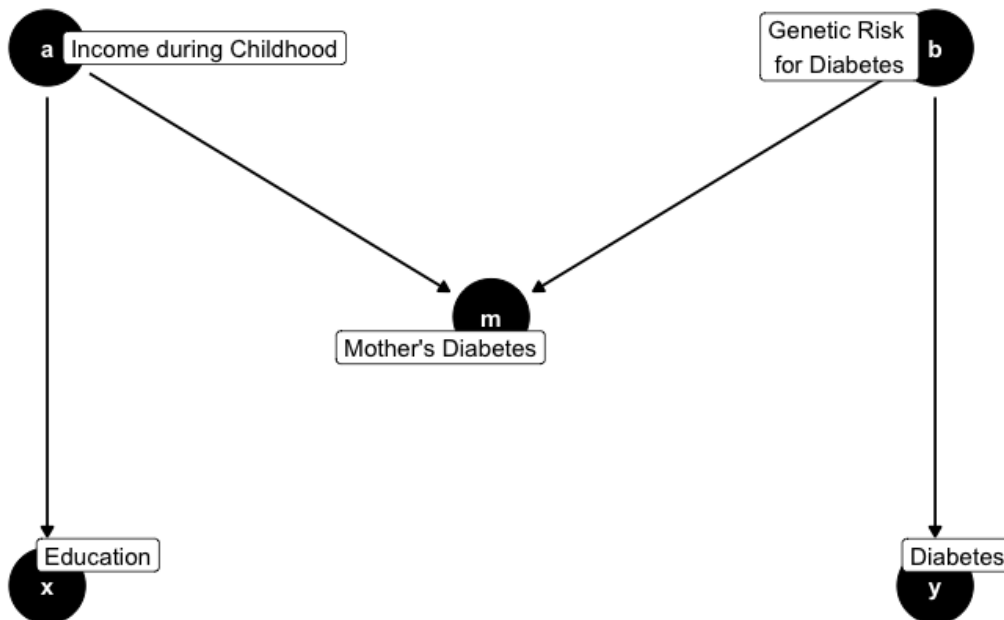 a
Income during Childhood
Genetic Risk
for Diabetes
b
m
Mother's Diabetes
Education
x
Diabetes
y